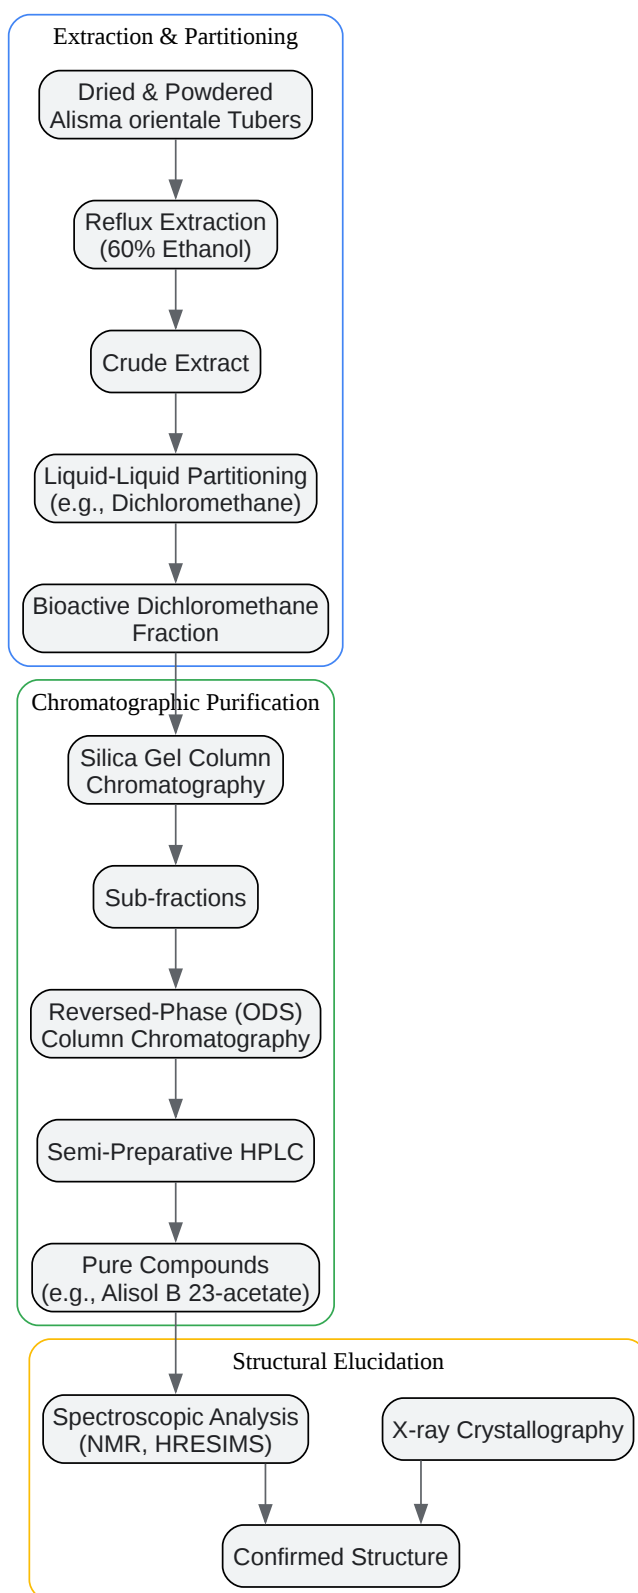 Extraction & Partitioning
Dried & Powdered
Alisma orientale Tubers
Reflux Extraction
(60% Ethanol)
Crude Extract
Liquid-Liquid Partitioning
(e.g., Dichloromethane)
Bioactive Dichloromethane
Fraction
Chromatographic Purification
Silica Gel Column
Chromatography
Sub-fractions
Reversed-Phase (ODS)
Column Chromatography
Semi-Preparative HPLC
Pure Compounds
(e.g., Alisol B 23-acetate)
Structural Elucidation
Spectroscopic Analysis
(NMR, HRESIMS)
X-ray Crystallography
Confirmed Structure